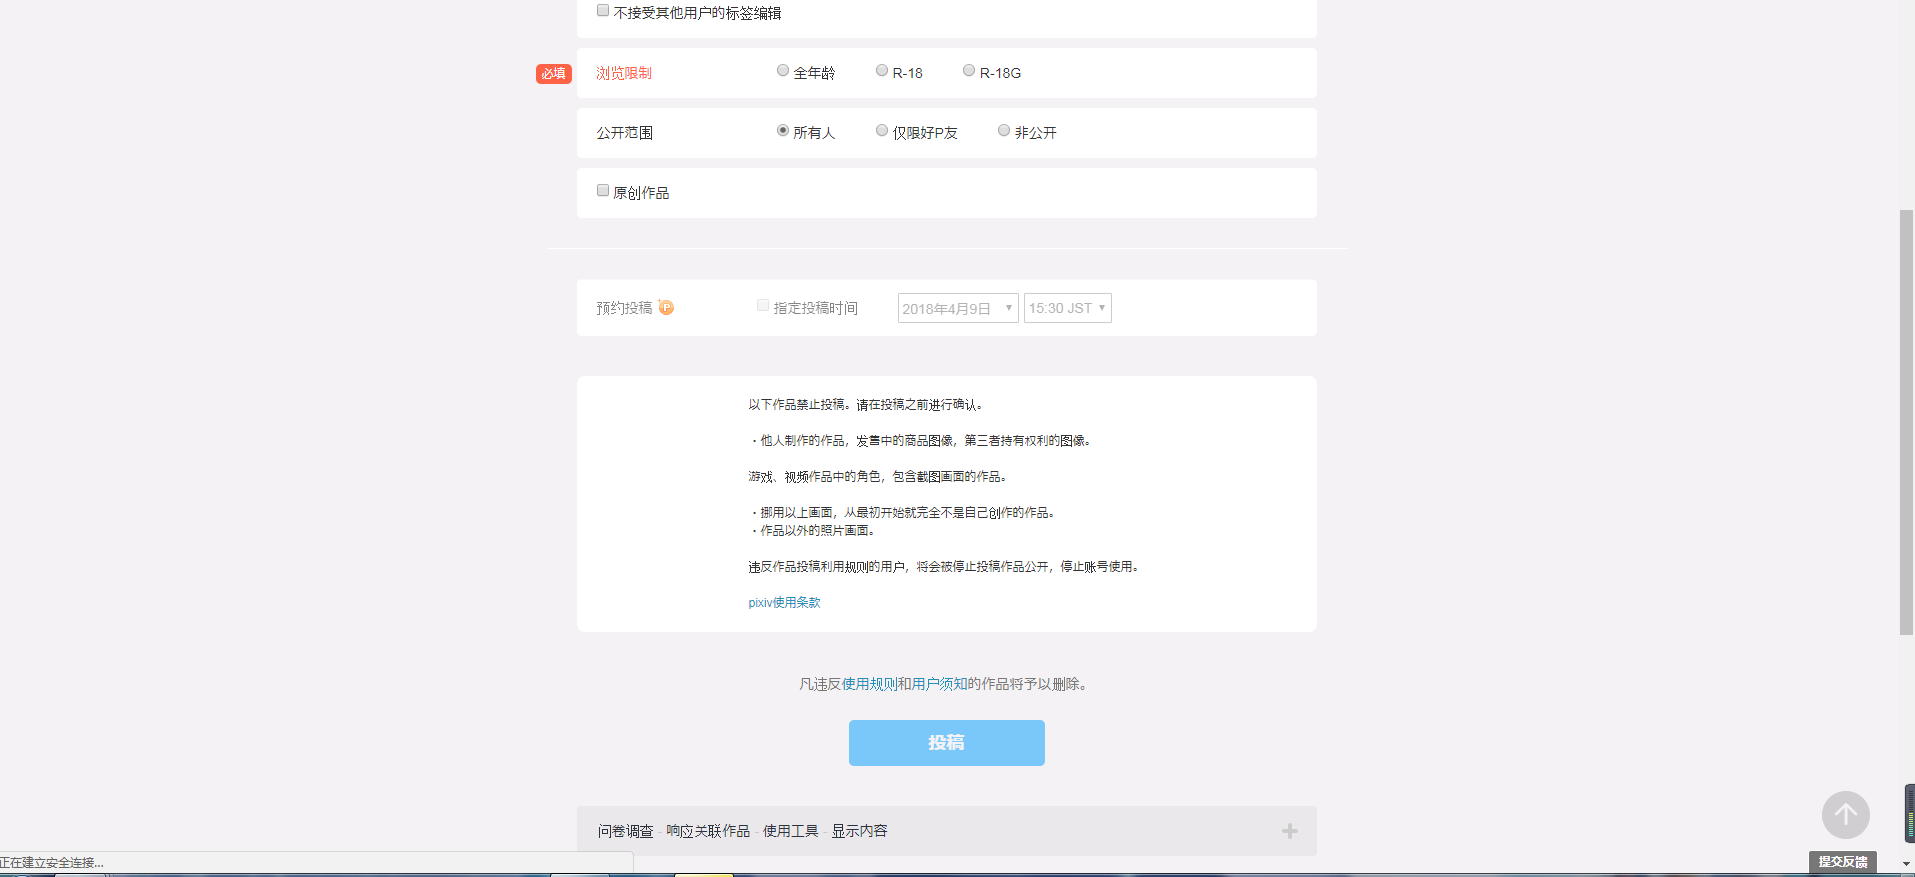 不接受其他用户的标签编辑
必填 浏览限制 全年龄 R-18 R-18G
公开范围 所有人 仅限好P友 非公开
原创作品
预约投稿 P 指定投稿时间 2018年4月9日 15:30 JST
以下作品禁止投稿。请在投稿之前进行确认。
・他人制作的作品，发售中的商品图像，第三者持有权利的图像。
游戏、视频作品中的角色，包含截图画面的作品。
・挪用以上画面，从最初开始就完全不是自己创作的作品。
・作品以外的照片画面。
违反作品投稿利用规则的用户，将会被停止投稿作品公开，停止账号使用。
pixiv使用条款
凡违反使用规则和用户须知的作品将予以删除。
投稿
问卷调查 - 响应关联作品 - 使用工具 - 显示内容
正在建立安全连接...
提交反馈